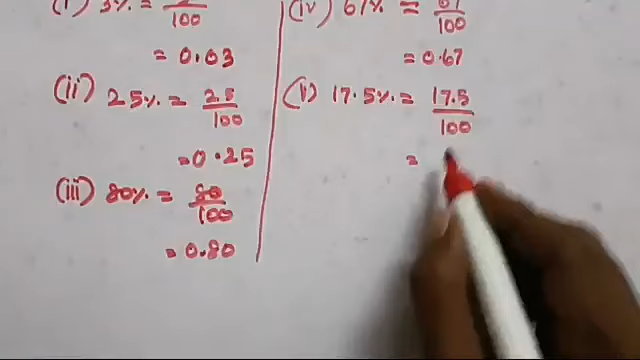 (i) 3% = 
100
= 0.03
(ii) 25% = 25
100
= 0.25
(iii) 80% = 80
100
= 0.80
(iv) 67% = 67
100
= 0.67
(v) 17.5% = 17.5
100
=